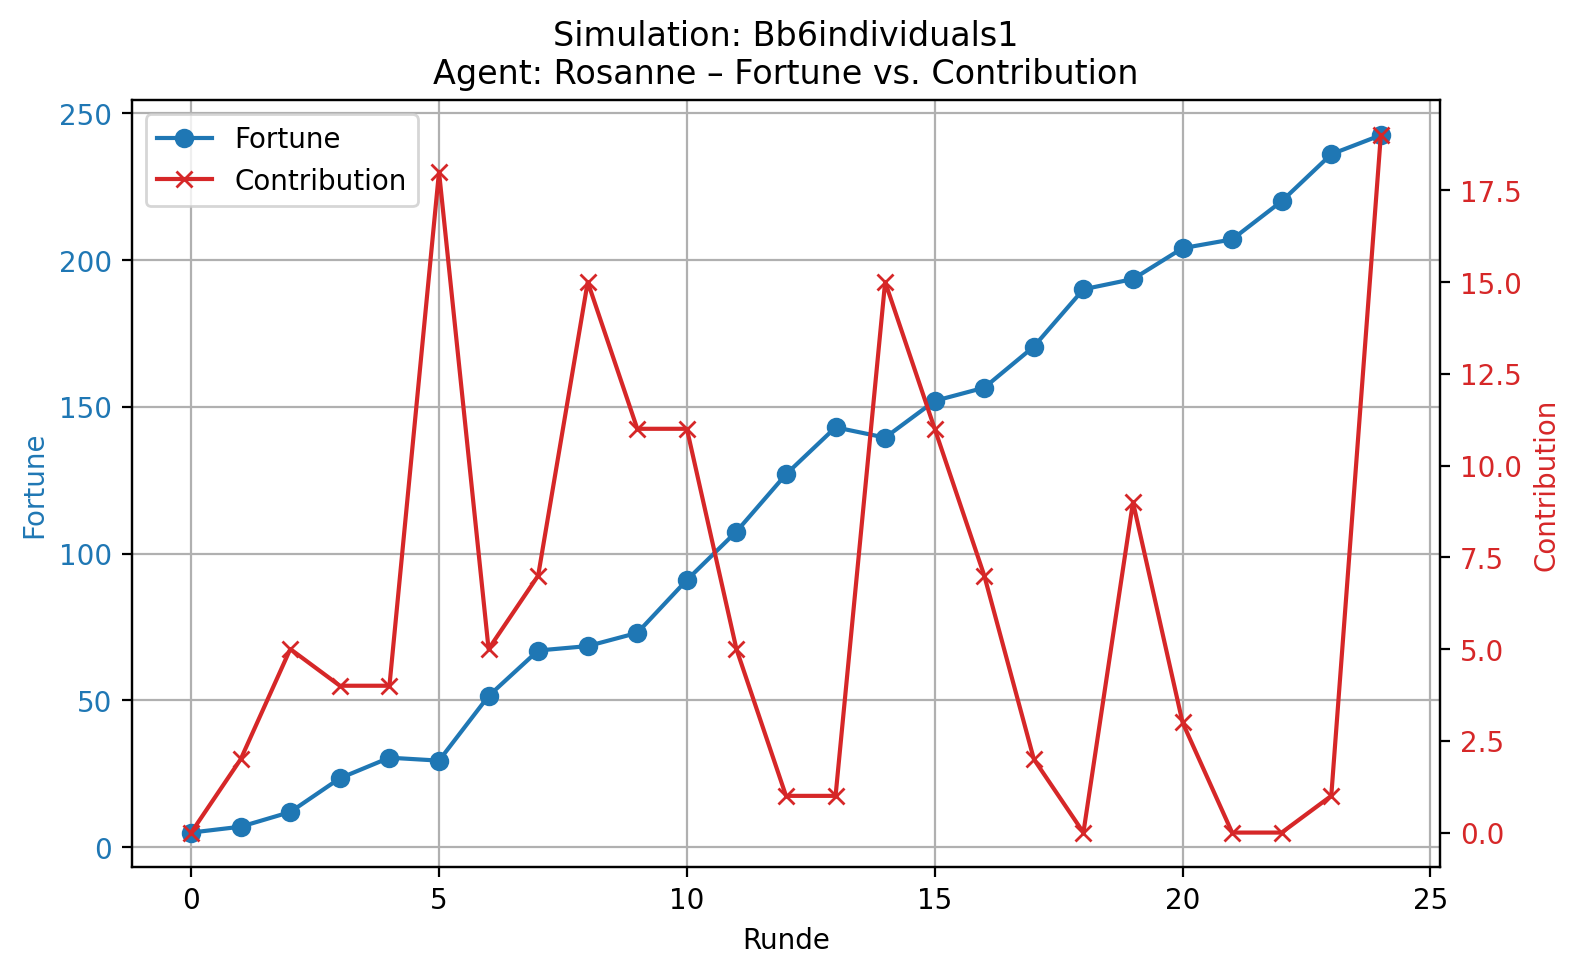 Simulation: Bb6individuals1
Agent: Rosanne – Fortune vs. Contribution
Fortune
Contribution
250
200
150
100
50
0
Fortune
17.5
15.0
12.5
10.0
7.5
5.0
2.5
0.0
Contribution
0 5 10 15 20 25
Runde